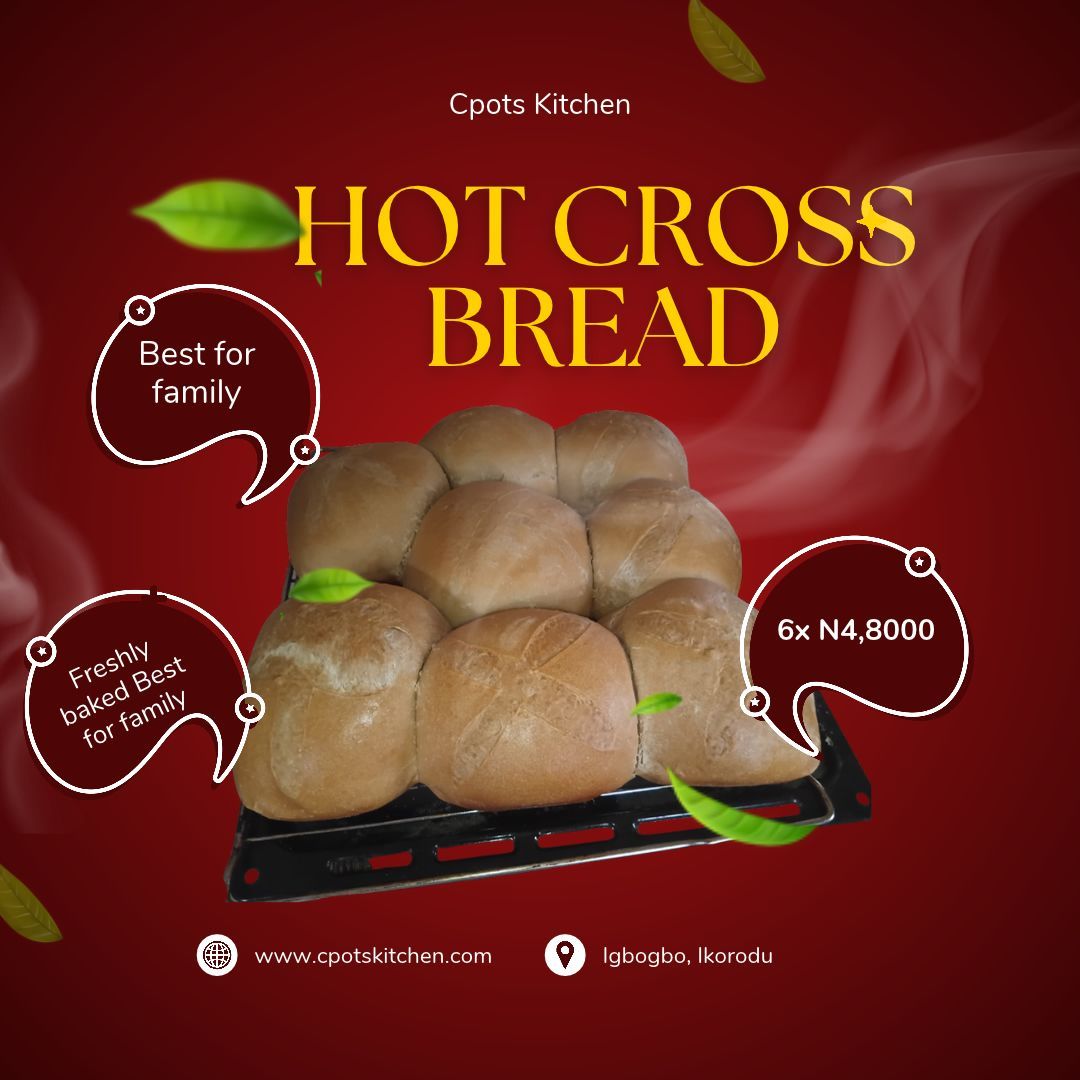 Cpots Kitchen
HOT CROSS
BREAD
Best for
family
Freshly
baked Best
for family
6x N4,8000
www.cpotskitchen.com
Igbogbo, Ikorodu